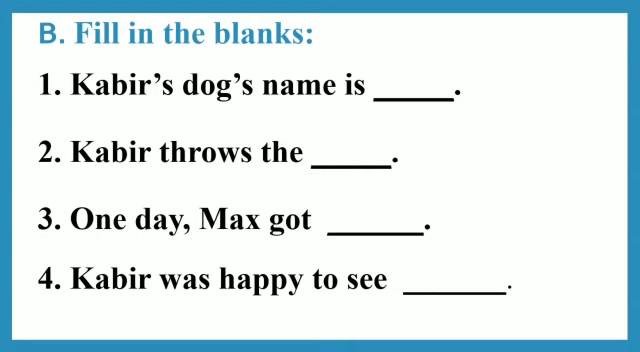 B. Fill in the blanks:
1. Kabir’s dog’s name is _____.
2. Kabir throws the _____.
3. One day, Max got ______.
4. Kabir was happy to see _______.